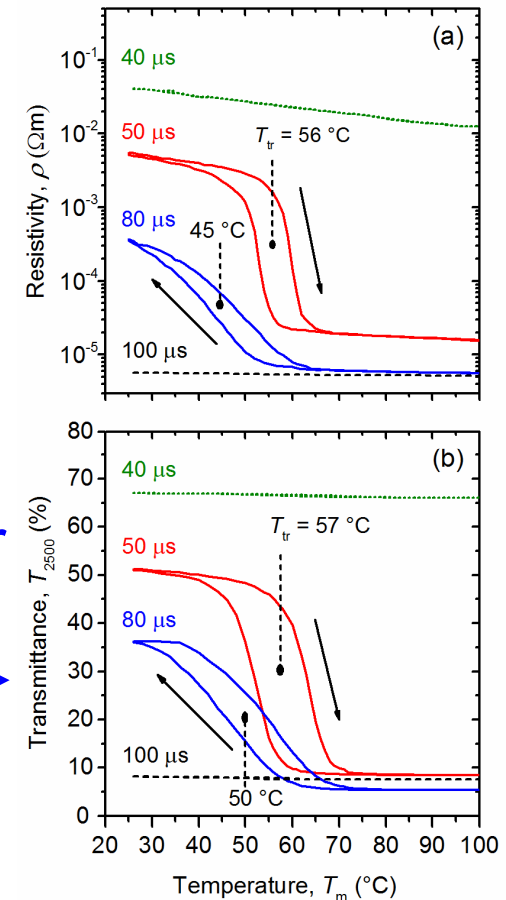 (a)
10⁻¹
40 μs
10⁻²
50 μs
T_tr = 56 °C
10⁻³
80 μs
45 °C
10⁻⁴
100 μs
10⁻⁵
Resistivity, ρ (Ωm)
80
(b)
70
40 μs
60
T_tr = 57 °C
50 μs
50
40
80 μs
30
20
100 μs
10
50 °C
0
Transmittance, T₂₅₀₀ (%)
20 30 40 50 60 70 80 90 100
Temperature, T_m (°C)